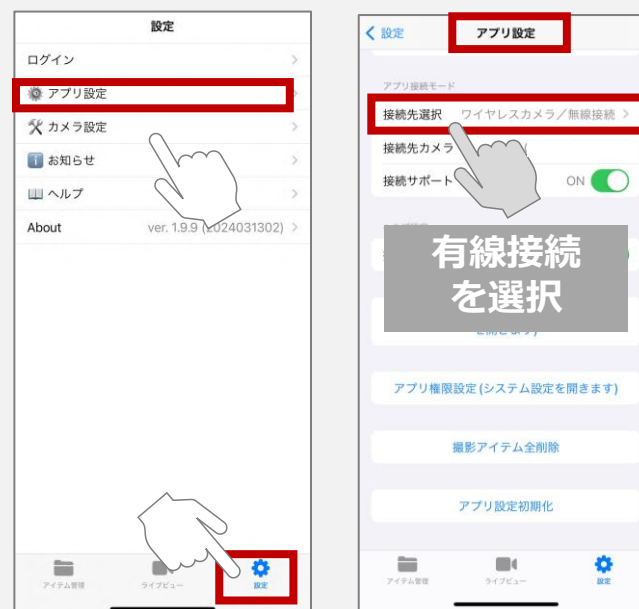 設定
ログイン
アプリ設定
カメラ設定
お知らせ
ヘルプ
About ver. 1.9.9 (2024031302)
アイテム管理
ライブビュー
設定
設定
アプリ設定
アプリ接続モード
接続先選択 ワイヤレスカメラ／無線接続
接続先カメラ
接続サポート ON
有線接続
を選択
アプリ権限設定(システム設定を開きます)
撮影アイテム全削除
アプリ設定初期化
アイテム管理
ライブビュー
設定